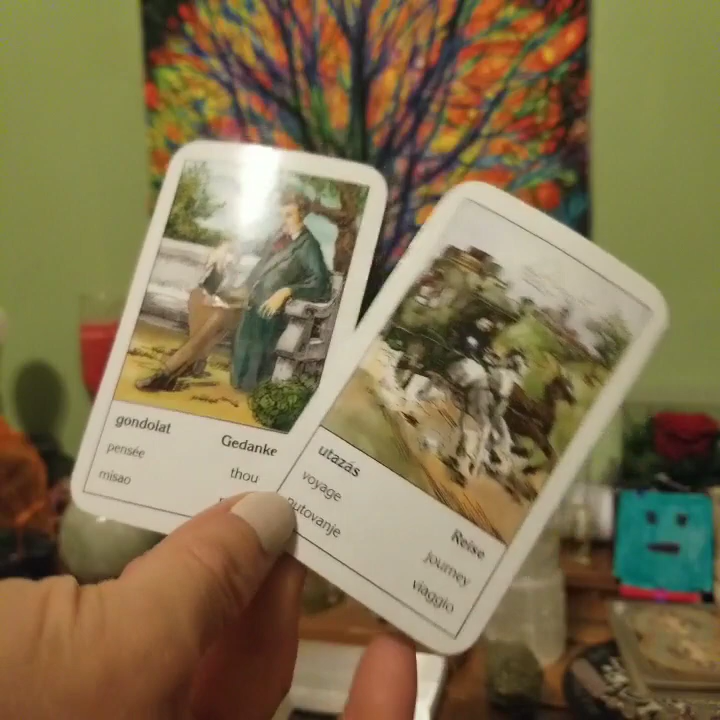 gondolat
Gedanke
pensée
thou
misao
utazás
Reise
voyage
journey
putovanje
viaggio